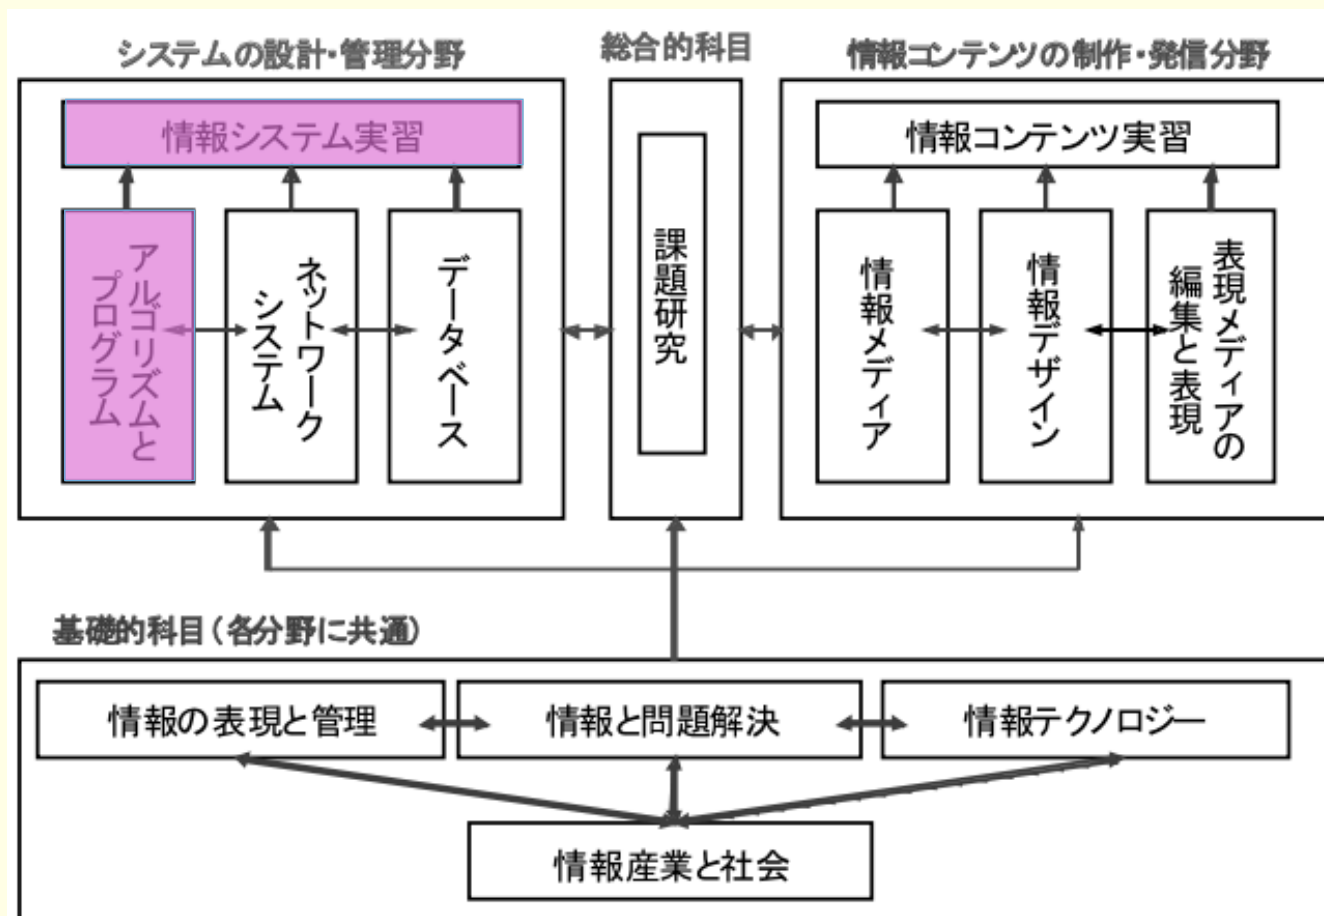 システムの設計・管理分野
総合的科目
情報コンテンツの制作・発信分野
情報システム実習
情報コンテンツ実習
アルゴリズムと
プログラム
ネットワーク
システム
データベース
課題研究
情報メディア
情報デザイン
表現メディアの
編集と表現
基礎的科目(各分野に共通)
情報の表現と管理
情報と問題解決
情報テクノロジー
情報産業と社会